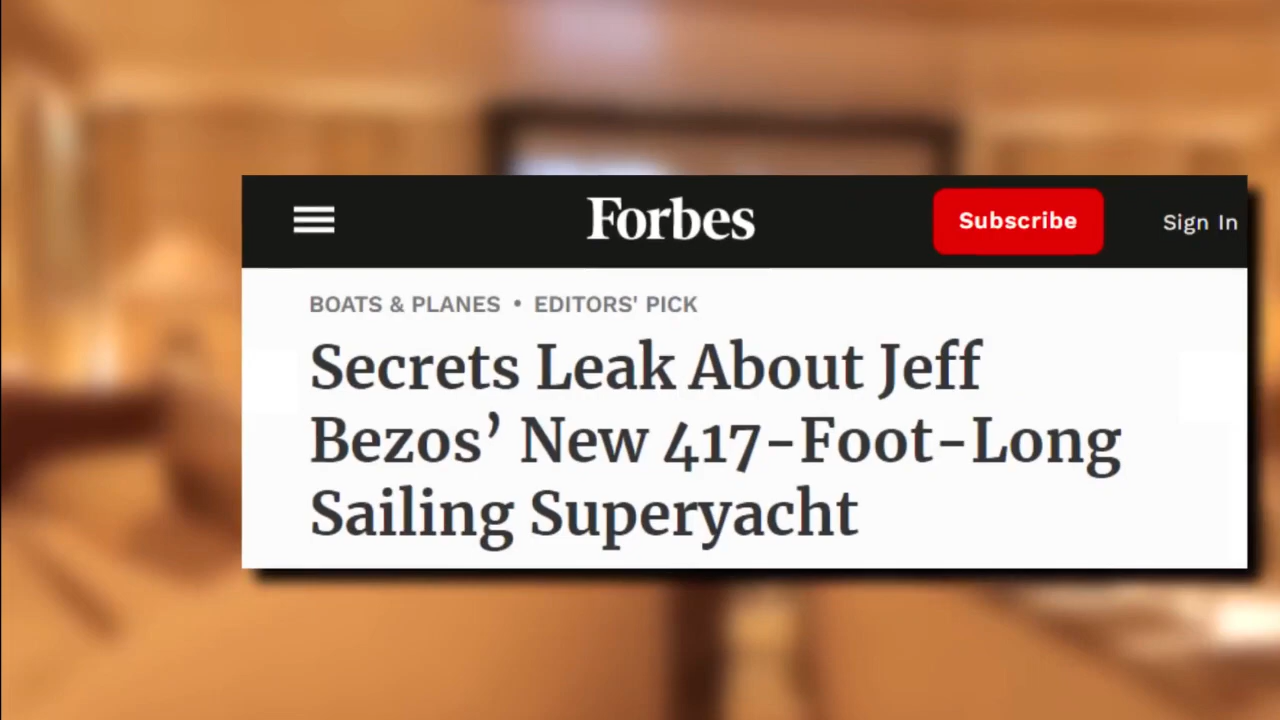 Forbes
Subscribe
Sign In
BOATS & PLANES • EDITORS' PICK
Secrets Leak About Jeff
Bezos’ New 417-Foot-Long
Sailing Superyacht